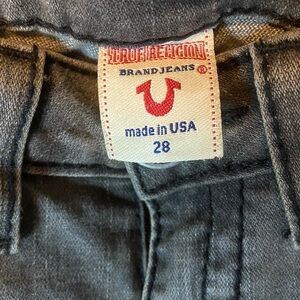 TRUE RELIGION
BRAND JEANS ®
made in USA
28